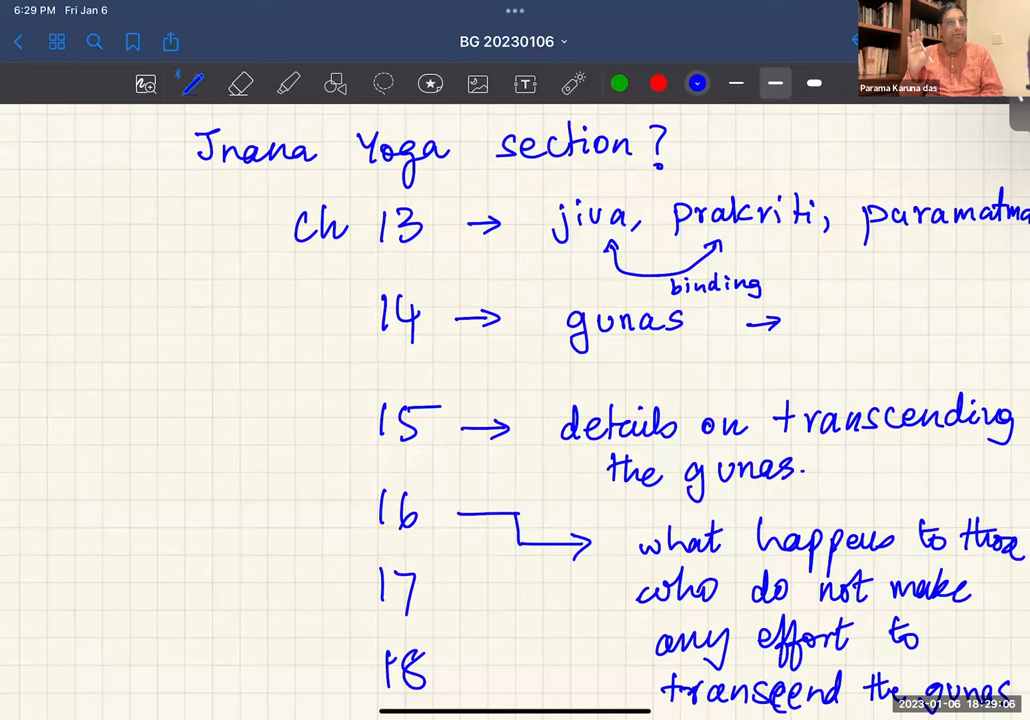 6:29 PM Fri Jan 6
BG 20230106
Parama Karuna das
Jnana Yoga section?
Ch 13 → jiva, prakriti, paramatma
binding
14 → gunas →
15 → details on transcending
the gunas.
16 → what happens to those
17 who do not make
any effort to
18 transcend the gunas
2023-01-06 18:29:06